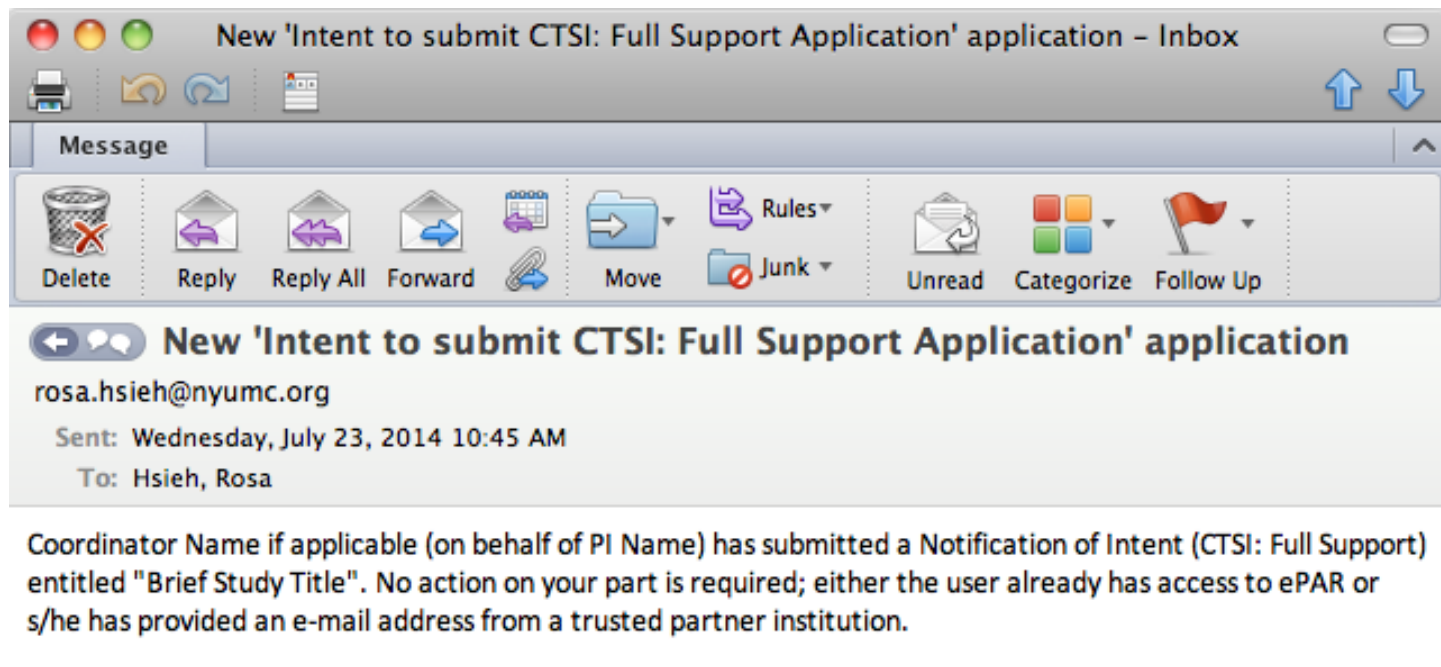 New 'Intent to submit CTSI: Full Support Application' application – Inbox
Message
Delete
Reply
Reply All
Forward
Move
Rules
Junk
Unread
Categorize
Follow Up
New 'Intent to submit CTSI: Full Support Application' application
rosa.hsieh@nyumc.org
Sent: Wednesday, July 23, 2014 10:45 AM
To: Hsieh, Rosa
Coordinator Name if applicable (on behalf of PI Name) has submitted a Notification of Intent (CTSI: Full Support)
entitled "Brief Study Title". No action on your part is required; either the user already has access to ePAR or
s/he has provided an e-mail address from a trusted partner institution.